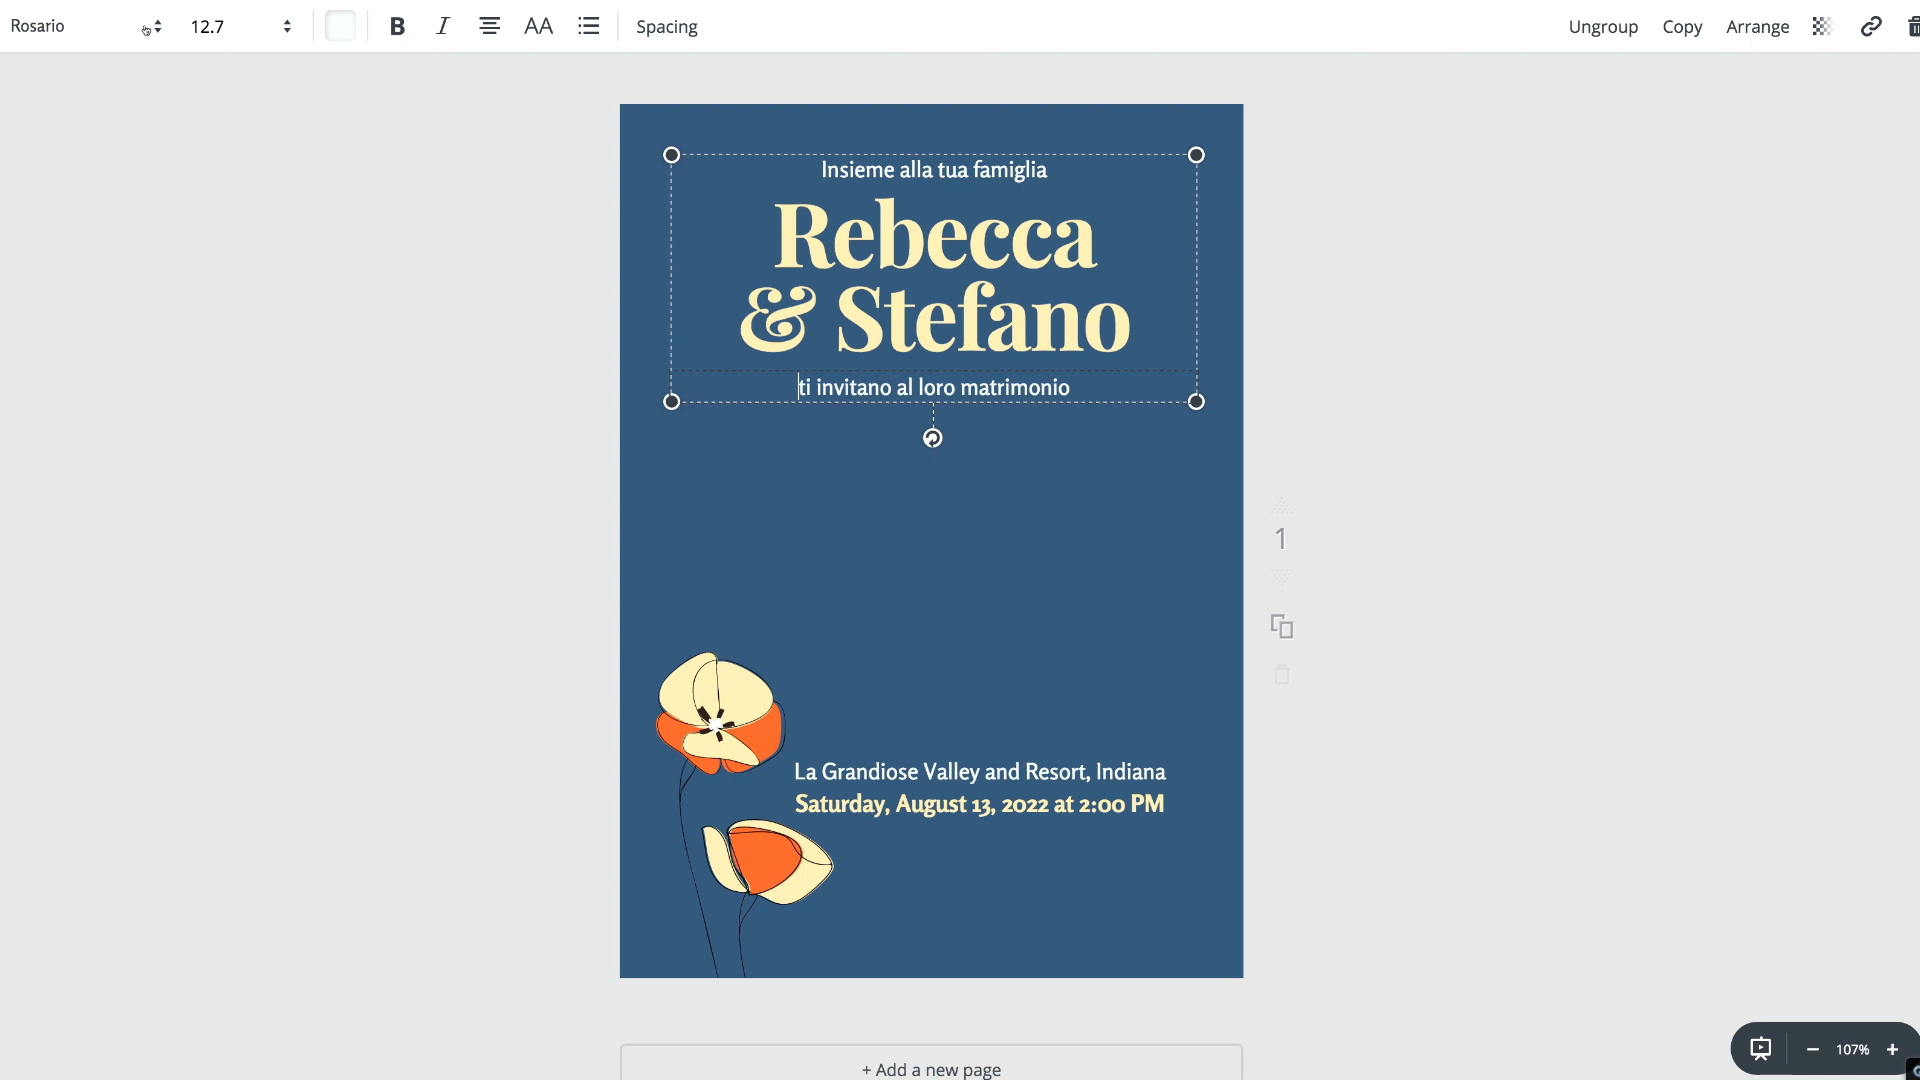 Rosario 12.7 B I AA Spacing Ungroup Copy Arrange
Insieme alla tua famiglia
Rebecca
& Stefano
ti invitano al loro matrimonio
1
La Grandiose Valley and Resort, Indiana
Saturday, August 13, 2022 at 2:00 PM
+ Add a new page
107%